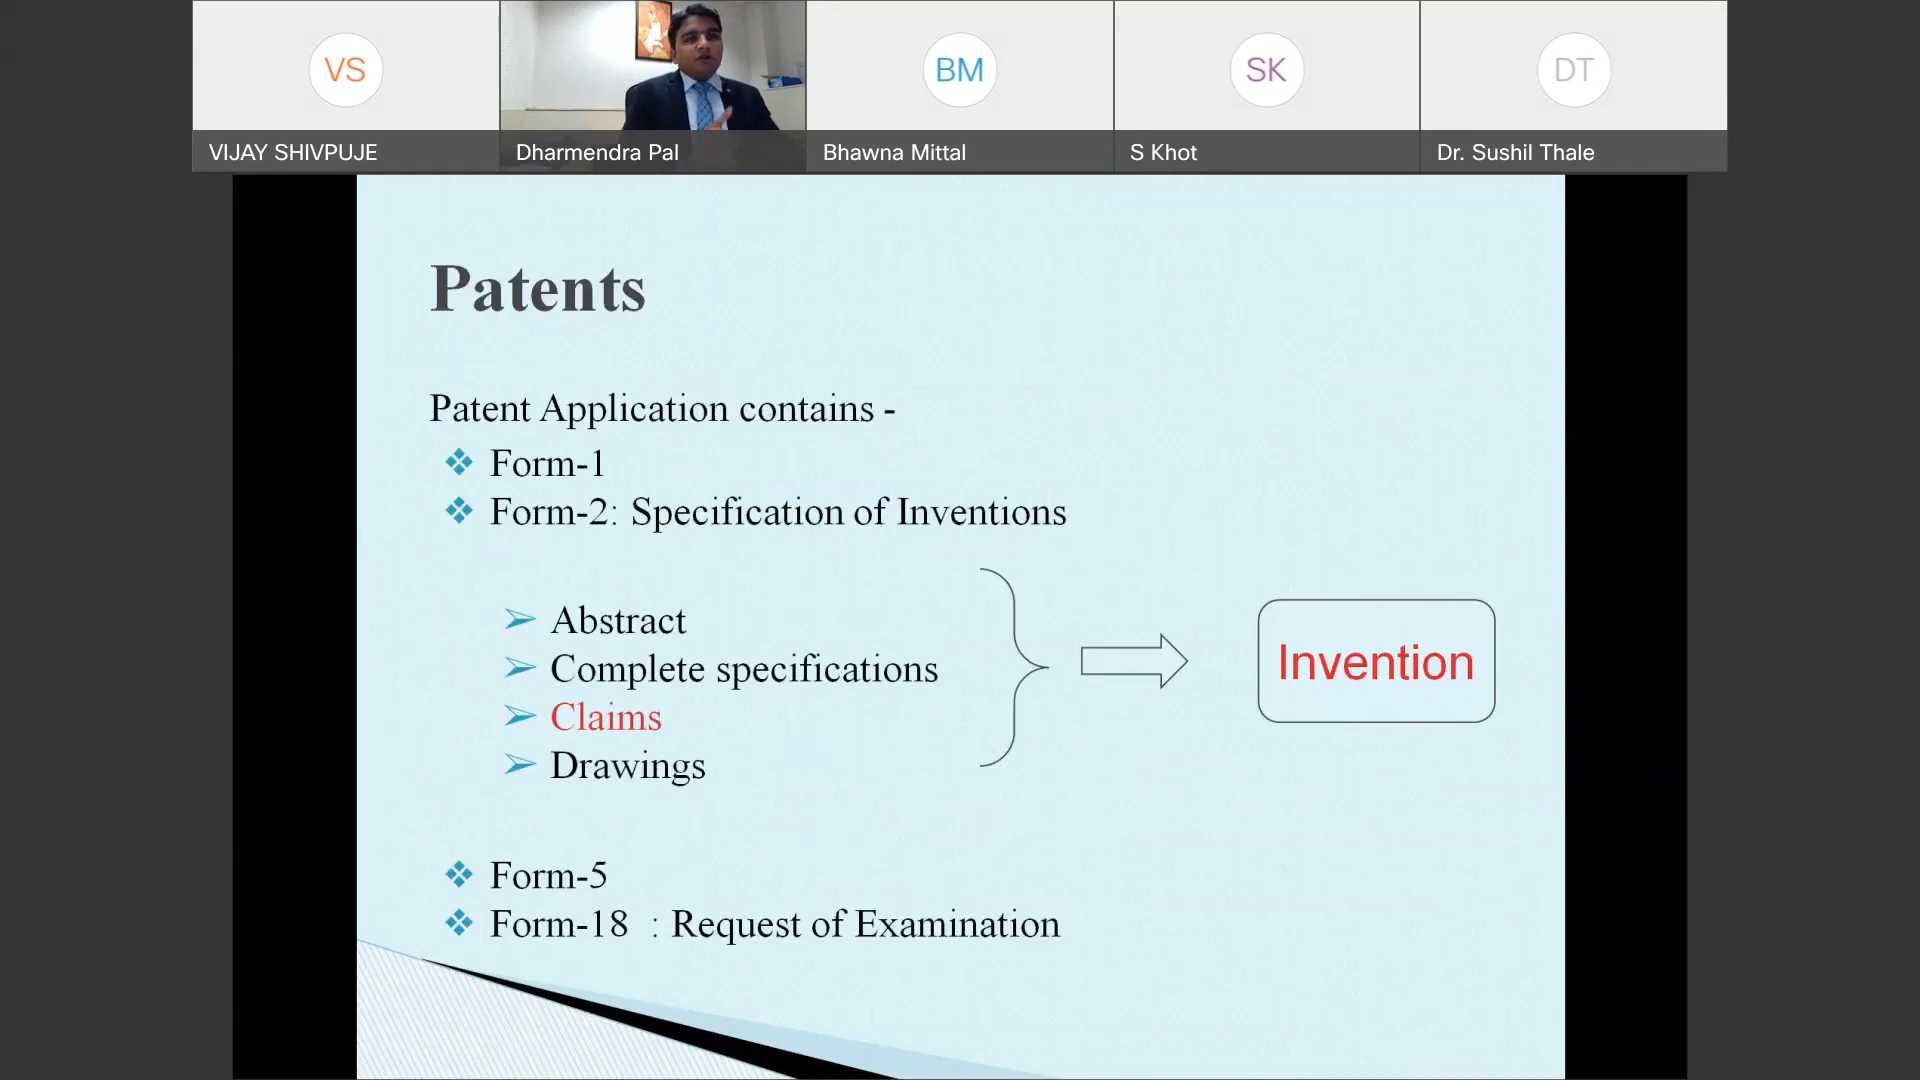 VS
BM
SK
DT
VIJAY SHIVPUJE
Dharmendra Pal
Bhawna Mittal
S Khot
Dr. Sushil Thale
Patents
Patent Application contains -
Form-1
Form-2: Specification of Inventions
Abstract
Complete specifications
Claims
Drawings
Invention
Form-5
Form-18 : Request of Examination